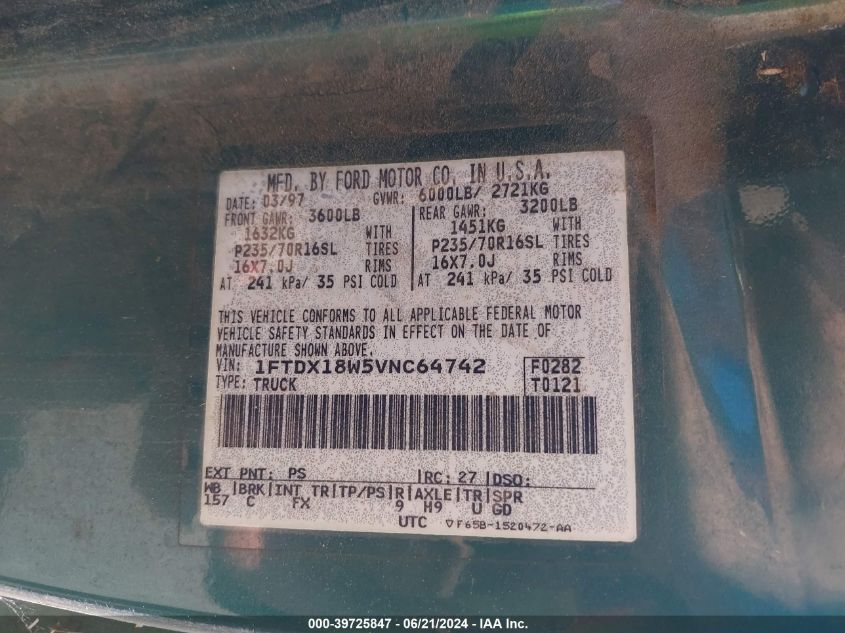 MFD. BY FORD MOTOR CO. IN U.S.A.
DATE: 03/97 GVWR: 6000LB/ 2721KG
FRONT GAWR: 3600LB REAR GAWR: 3200LB
1632KG WITH 1451KG WITH
P235/70R16SL TIRES P235/70R16SL TIRES
16X7.0J RIMS 16X7.0J RIMS
AT 241 kPa/ 35 PSI COLD AT 241 kPa/ 35 PSI COLD
THIS VEHICLE CONFORMS TO ALL APPLICABLE FEDERAL MOTOR
VEHICLE SAFETY STANDARDS IN EFFECT ON THE DATE OF
MANUFACTURE SHOWN ABOVE.
VIN: 1FTDX18W5VNC64742 F0282
TYPE: TRUCK T0121
EXT PNT: PS RC: 27 DSO:
WB BRK INT TR TP/PS R AXLE TR SPR
157 C FX 9 H9 U GD
UTC ▽F65B-1520472-AA
000-39725847 - 06/21/2024 - IAA Inc.